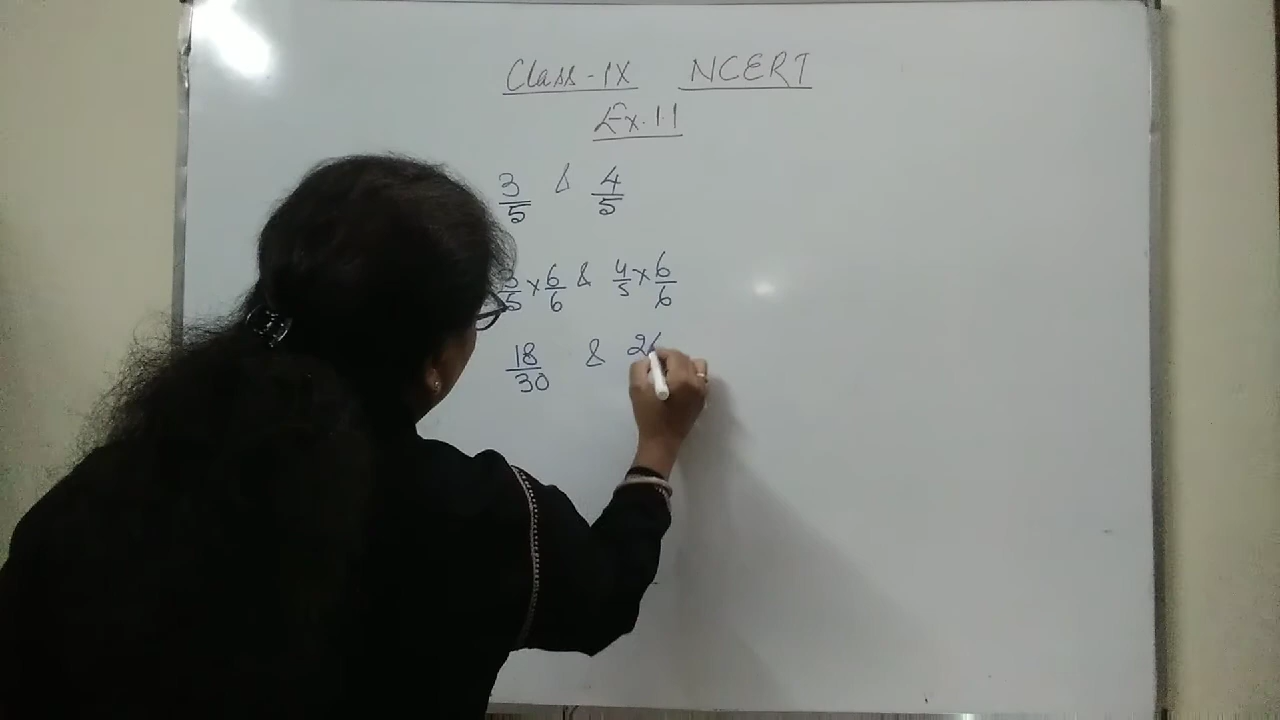 Class-IX NCERT
Ex.1.1
3/5 & 4/5
3/5 × 6/6 & 4/5 × 6/6
18/30 & 2